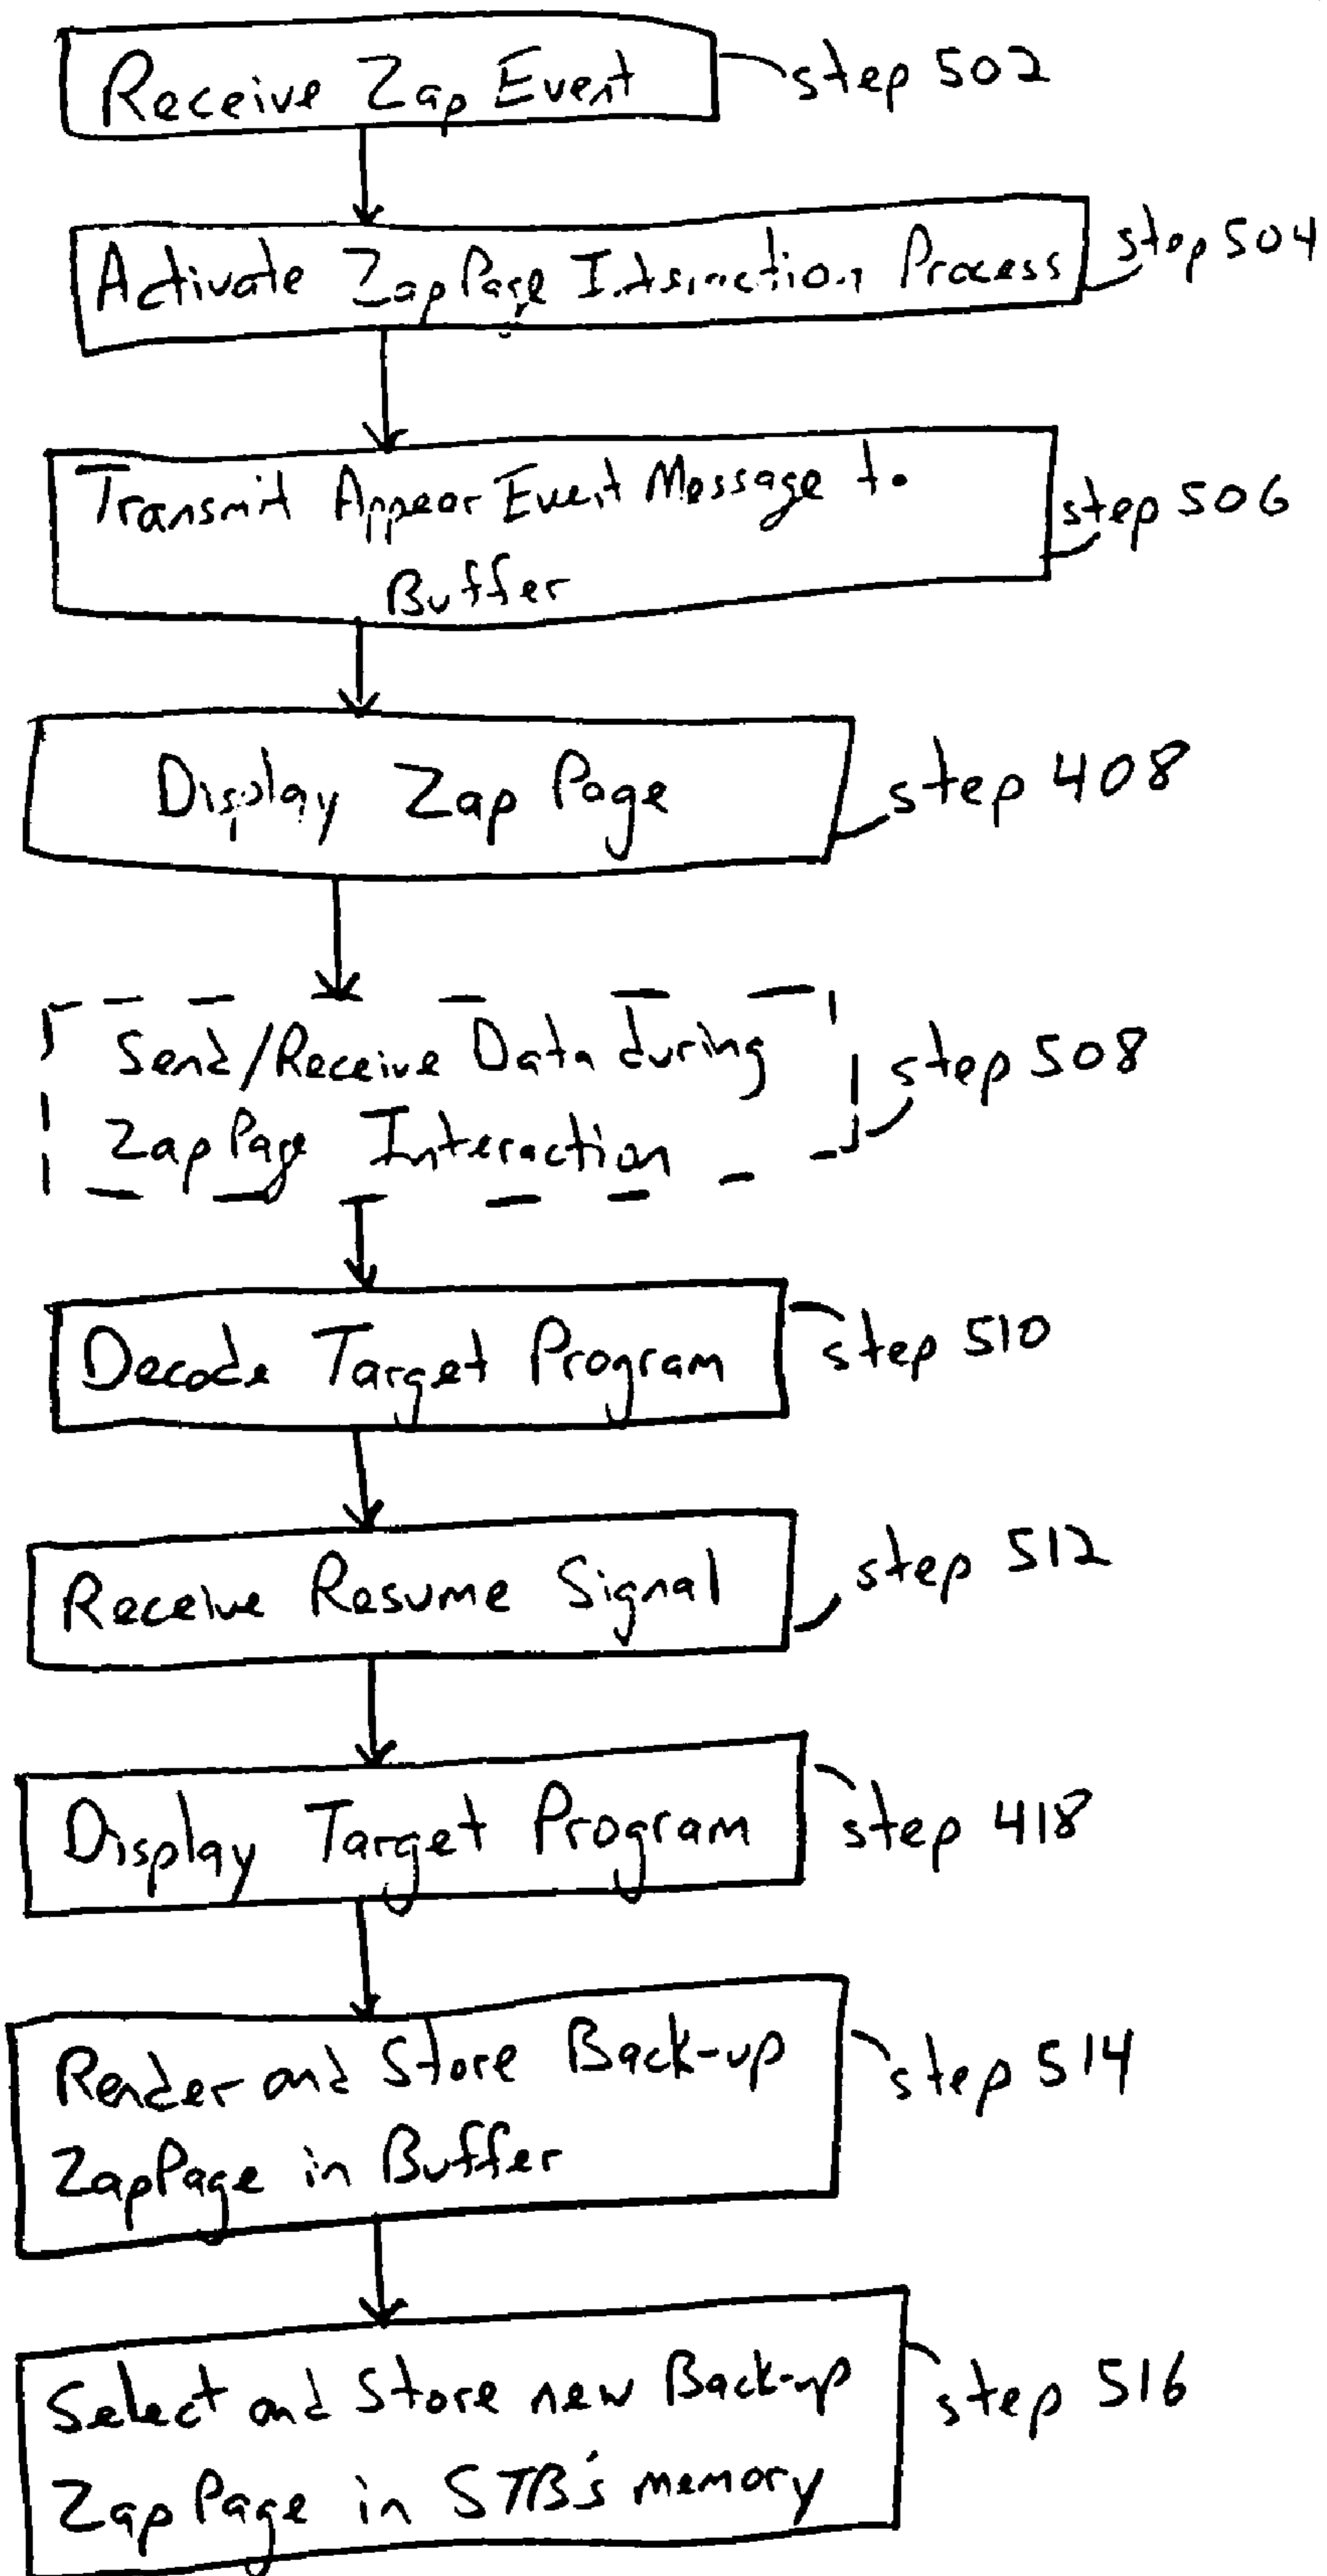 Receive Zap Event step 502
Activate Zap Page Interaction Process step 504
Transmit Appear Event Message to step 506
Buffer
Display Zap Page step 408
Send/Receive Data during step 508
Zap Page Interaction
Decode Target Program step 510
Receive Resume Signal step 512
Display Target Program step 418
Render and Store Back-up step 514
ZapPage in Buffer
Select and Store new Back-up step 516
Zap Page in STB's memory